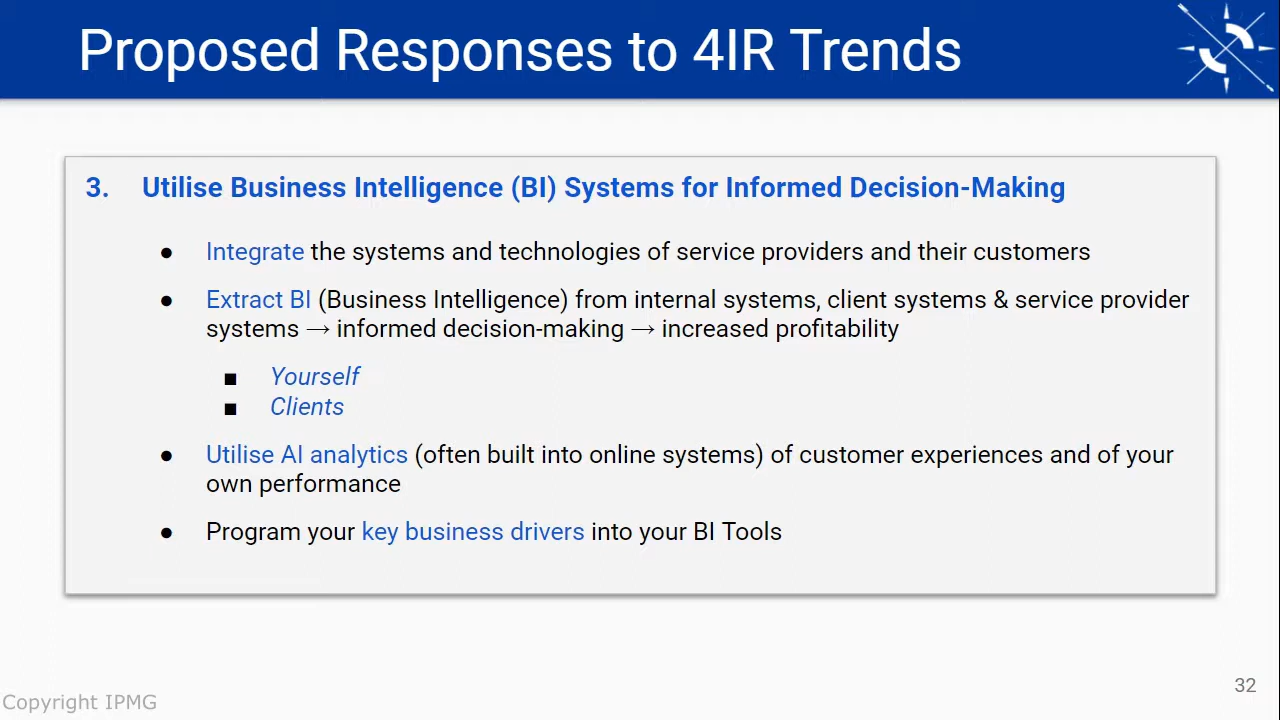 Proposed Responses to 4IR Trends
3. Utilise Business Intelligence (BI) Systems for Informed Decision-Making
● Integrate the systems and technologies of service providers and their customers
● Extract BI (Business Intelligence) from internal systems, client systems & service provider
systems → informed decision-making → increased profitability
■ Yourself
■ Clients
● Utilise AI analytics (often built into online systems) of customer experiences and of your
own performance
● Program your key business drivers into your BI Tools
32
Copyright IPMG